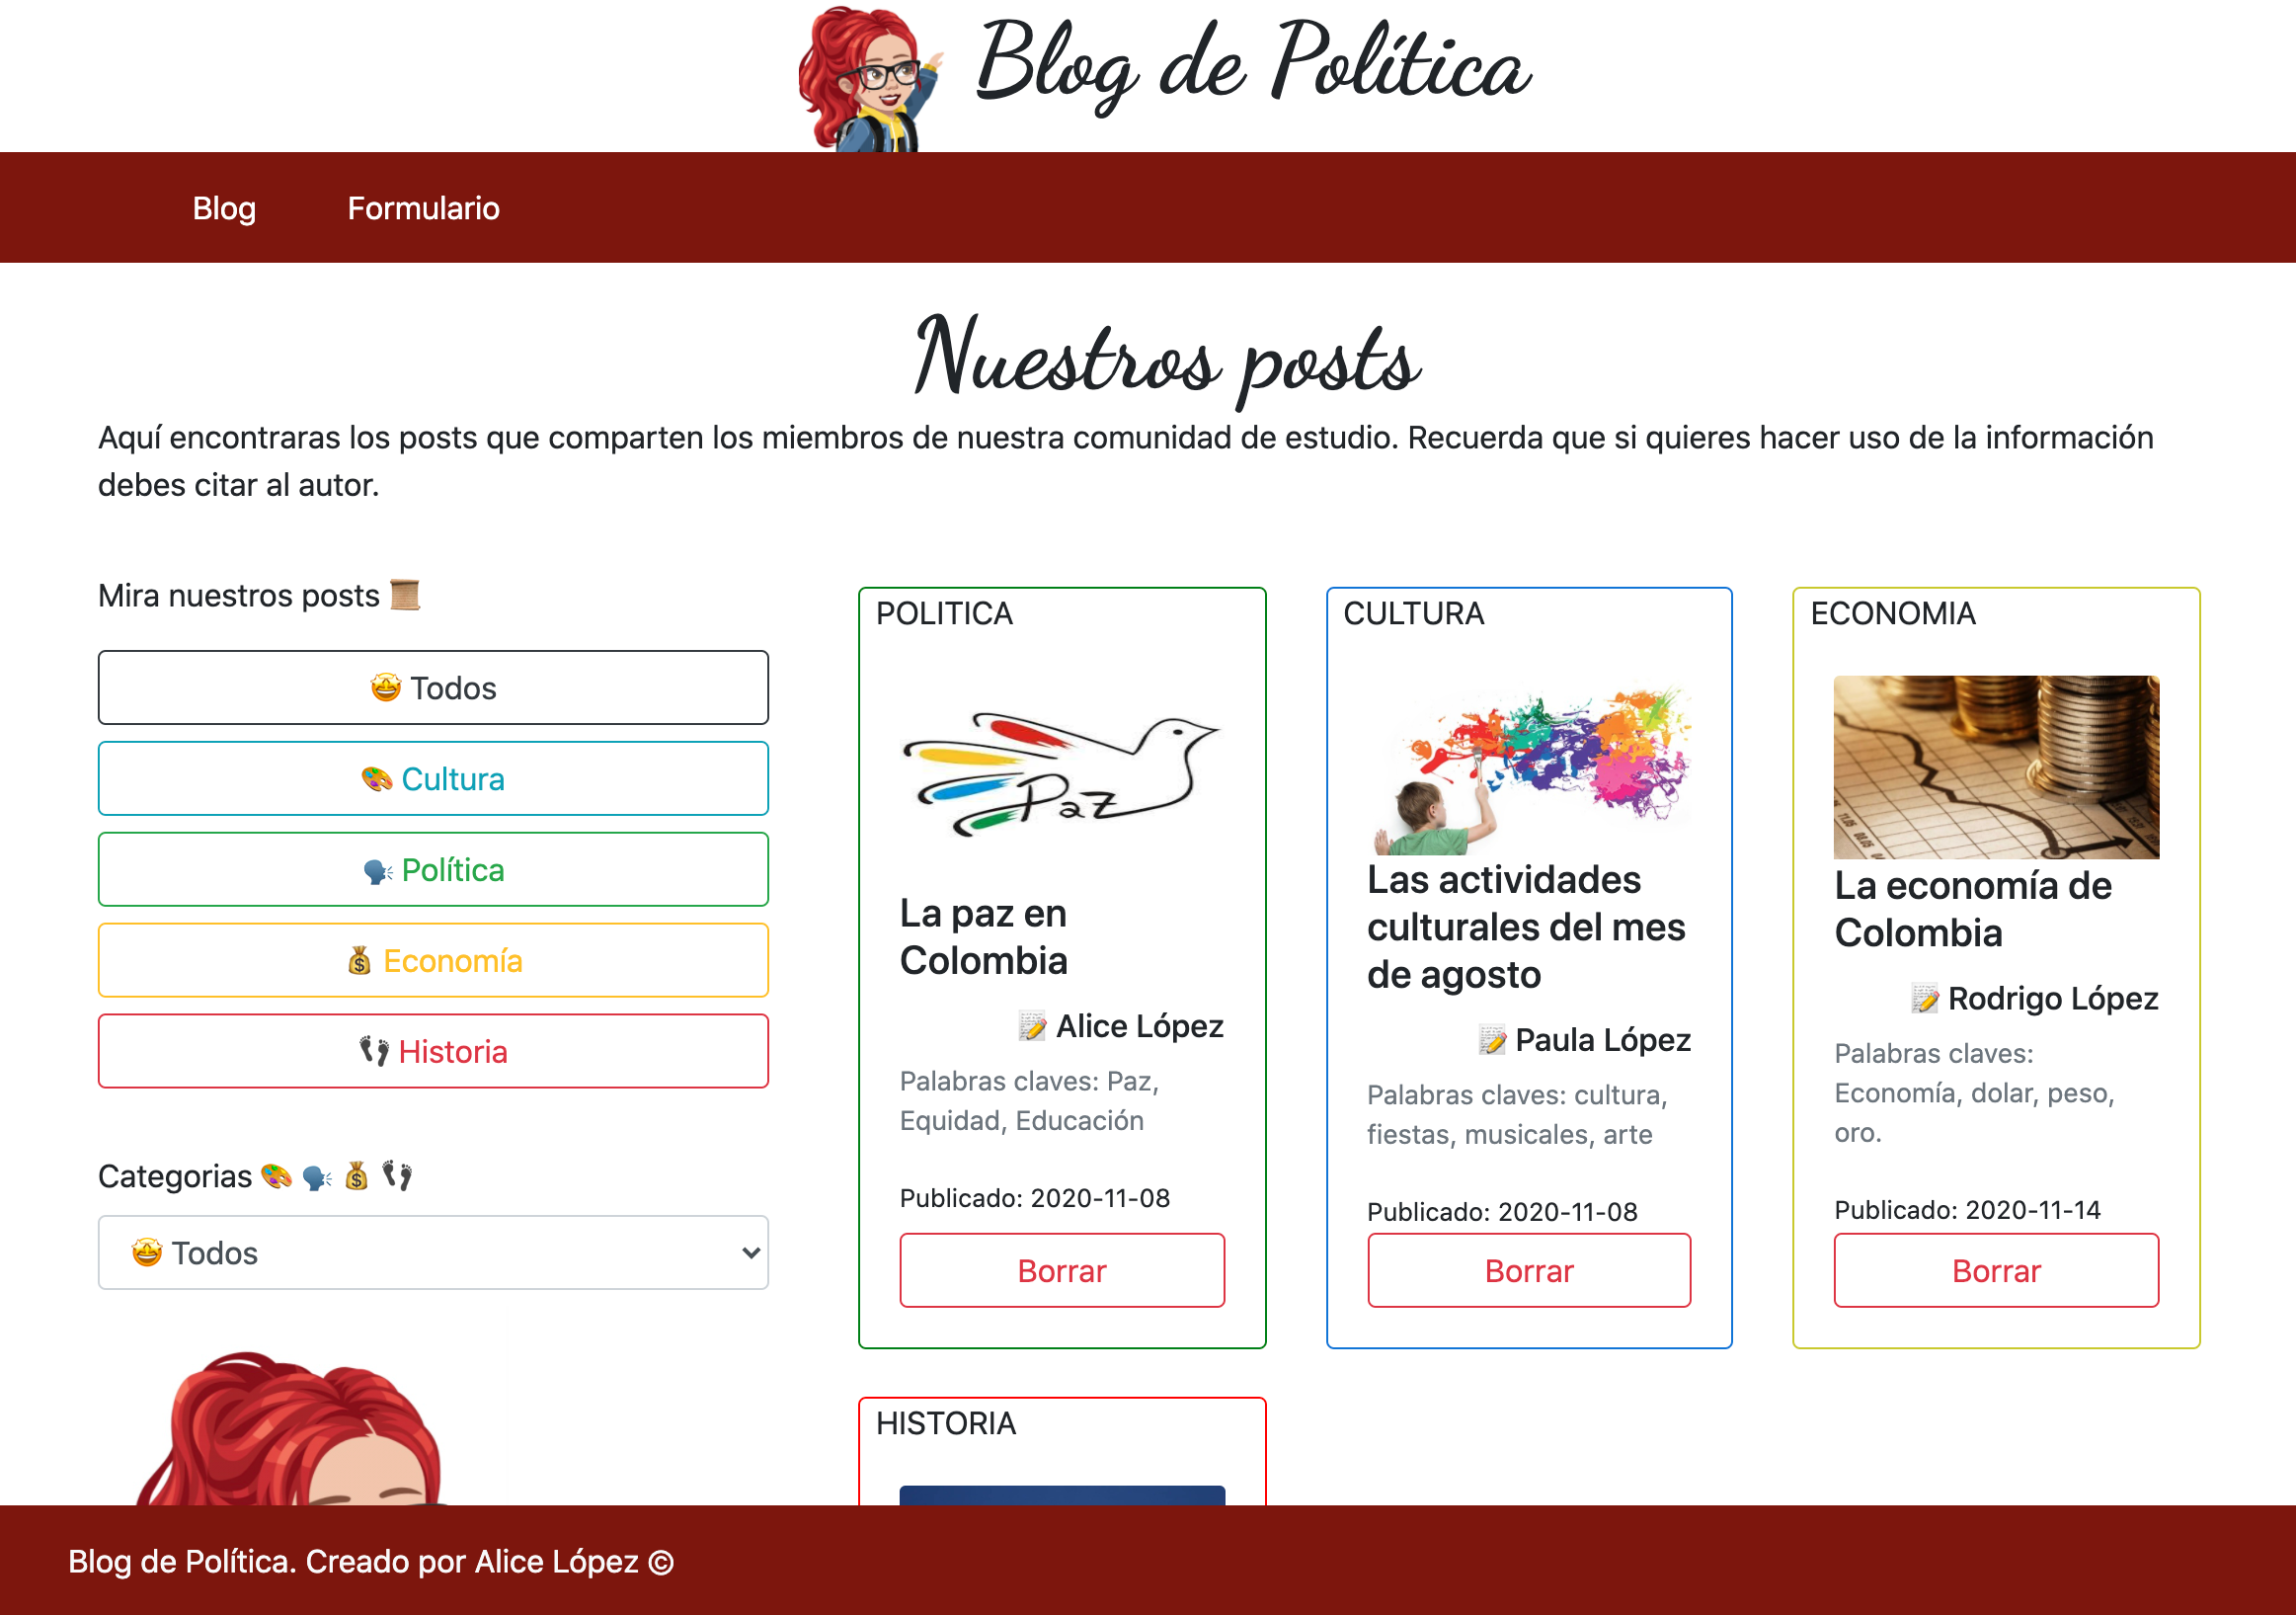 Blog de Política
Blog
Formulario
Nuestros posts
Aquí encontraras los posts que comparten los miembros de nuestra comunidad de estudio. Recuerda que si quieres hacer uso de la información
debes citar al autor.
Mira nuestros posts 📜
🤩 Todos
🎨 Cultura
🗣 Política
💰 Economía
👣 Historia
Categorias 🎨 🗣 💰 👣
🤩 Todos
POLITICA
Paz
La paz en
Colombia
📝 Alice López
Palabras claves: Paz,
Equidad, Educación
Publicado: 2020-11-08
Borrar
CULTURA
Las actividades
culturales del mes
de agosto
📝 Paula López
Palabras claves: cultura,
fiestas, musicales, arte
Publicado: 2020-11-08
Borrar
ECONOMIA
La economía de
Colombia
📝 Rodrigo López
Palabras claves:
Economía, dolar, peso,
oro.
Publicado: 2020-11-14
Borrar
HISTORIA
Blog de Política. Creado por Alice López ©